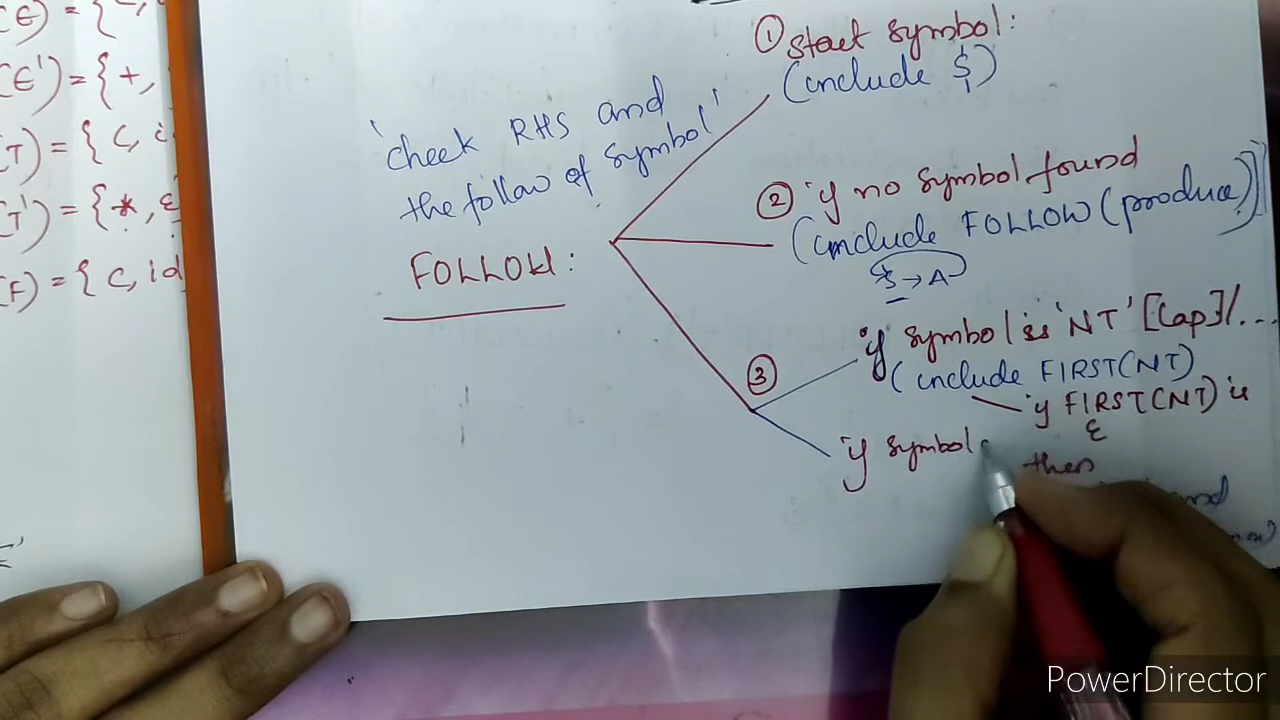 (E) = {
(E') = {+,
(T) = { (, i
(T') = {*, ε
(F) = { (, id
'check RHS and
the follow of symbol'
FOLLOW :
① start symbol :
(include $)
② if no symbol found
(include FOLLOW (produce))
S → A
③
if symbol is 'NT' [Cap]/...
(include FIRST(NT)
if FIRST(NT) is
ε
then
and
if symbol
PowerDirector